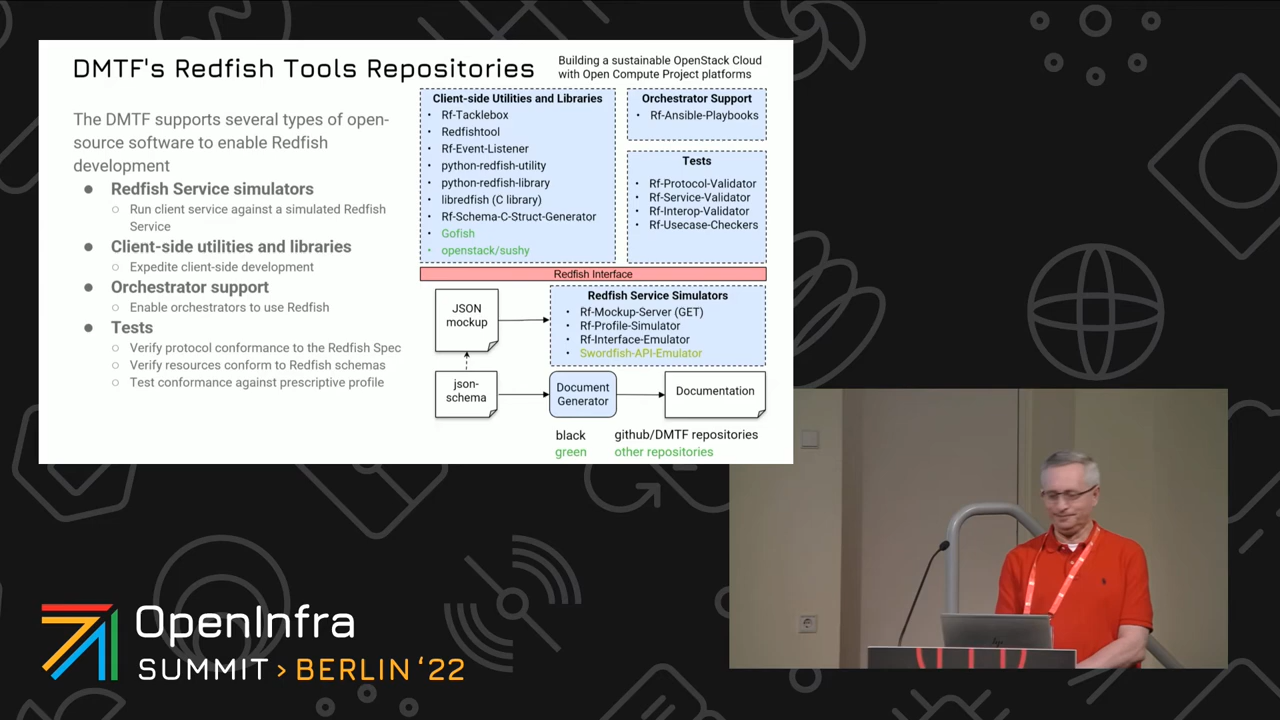 DMTF's Redfish Tools Repositories
Building a sustainable OpenStack Cloud
with Open Compute Project platforms
The DMTF supports several types of open-
source software to enable Redfish
development
● Redfish Service simulators
○ Run client service against a simulated Redfish
Service
● Client-side utilities and libraries
○ Expedite client-side development
● Orchestrator support
○ Enable orchestrators to use Redfish
● Tests
○ Verify protocol conformance to the Redfish Spec
○ Verify resources conform to Redfish schemas
○ Test conformance against prescriptive profile
Client-side Utilities and Libraries
• Rf-Tacklebox
• Redfishtool
• Rf-Event-Listener
• python-redfish-utility
• python-redfish-library
• libredfish (C library)
• Rf-Schema-C-Struct-Generator
• Gofish
• openstack/sushy
Orchestrator Support
• Rf-Ansible-Playbooks
Tests
• Rf-Protocol-Validator
• Rf-Service-Validator
• Rf-Interop-Validator
• Rf-Usecase-Checkers
Redfish Interface
JSON
mockup
Redfish Service Simulators
• Rf-Mockup-Server (GET)
• Rf-Profile-Simulator
• Rf-Interface-Emulator
• Swordfish-API-Emulator
json-
schema
Document
Generator
Documentation
black github/DMTF repositories
green other repositories
OpenInfra
SUMMIT > BERLIN ‘22